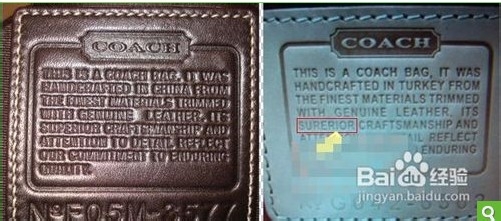 COACH
THIS IS A COACH BAG. IT WAS
HANDCRAFTED IN CHINA FROM
THE FINEST MATERIALS TRIMMED
WITH GENUINE LEATHER. ITS
SUPERIOR CRAFTSMANSHIP AND
ATTENTION TO DETAIL REFLECT
OUR COMMITMENT TO ENDURING
QUALITY.
COACH
THIS IS A COACH BAG, IT WAS
HANDCRAFTED IN TURKEY FROM
THE FINEST MATERIALS TRIMMED
WITH GENUINE LEATHER. ITS
SURERIOR CRAFTSMANSHIP AND
REFLECT
ENDURING
Baidu 经验
jingyan.baidu.com